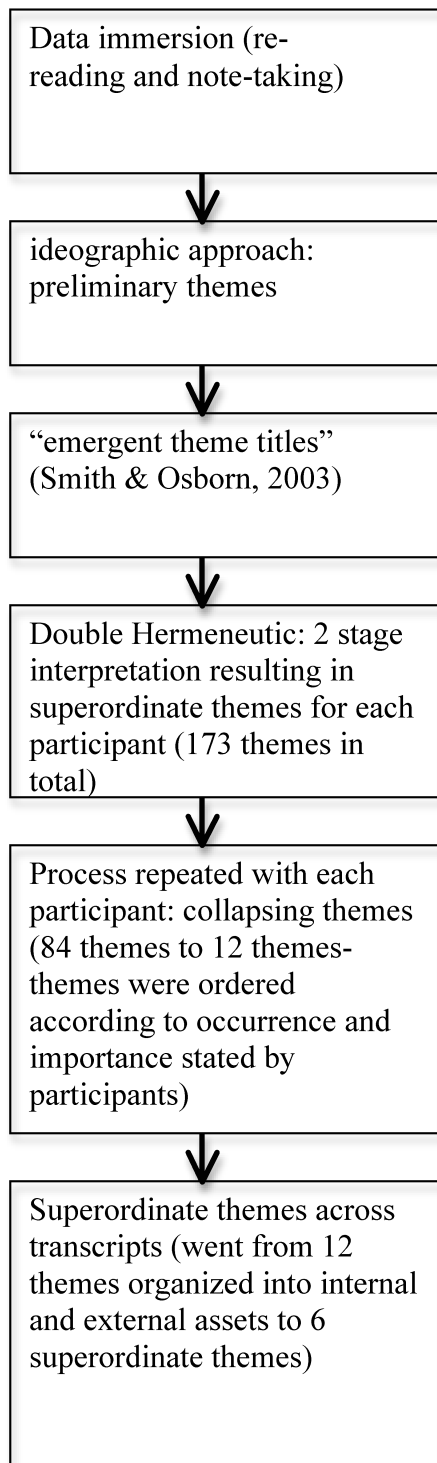 Data immersion (re-
reading and note-taking)
ideographic approach:
preliminary themes
“emergent theme titles”
(Smith & Osborn, 2003)
Double Hermeneutic: 2 stage
interpretation resulting in
superordinate themes for each
participant (173 themes in
total)
Process repeated with each
participant: collapsing themes
(84 themes to 12 themes-
themes were ordered
according to occurrence and
importance stated by
participants)
Superordinate themes across
transcripts (went from 12
themes organized into internal
and external assets to 6
superordinate themes)